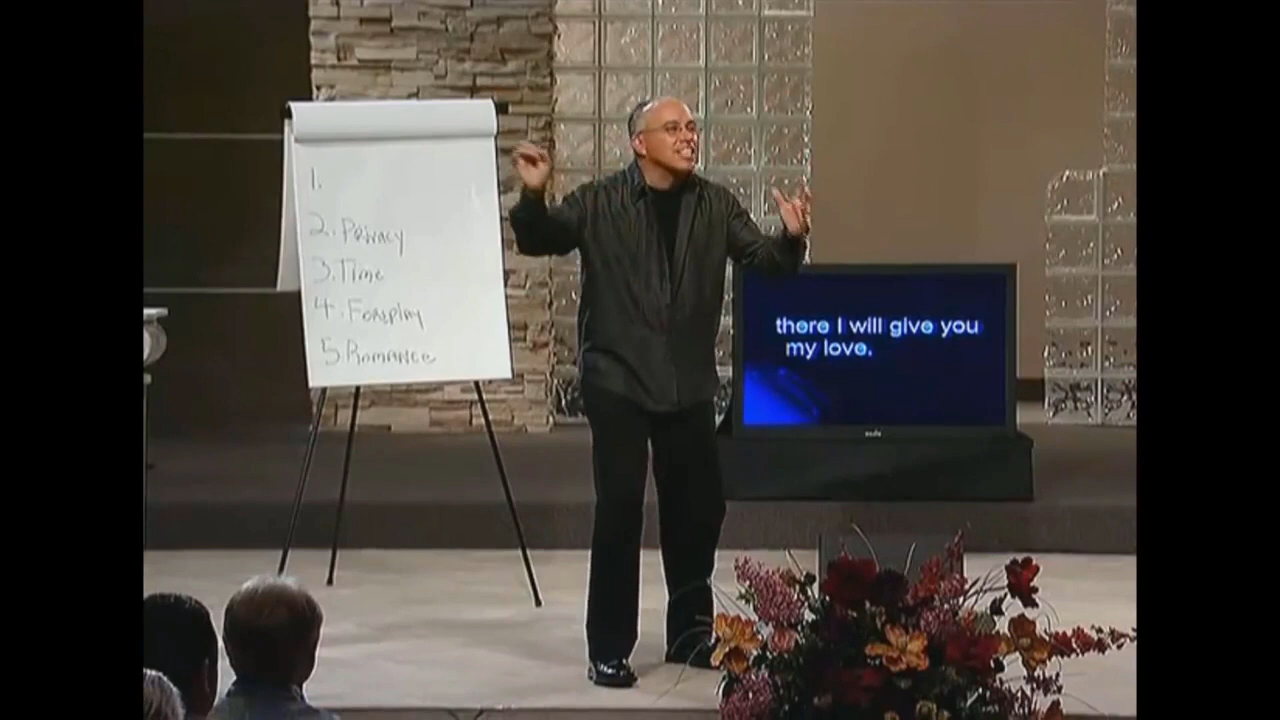 1.
2. Privacy
3. Time
4. Foreplay
5. Romance
there I will give you
my love.